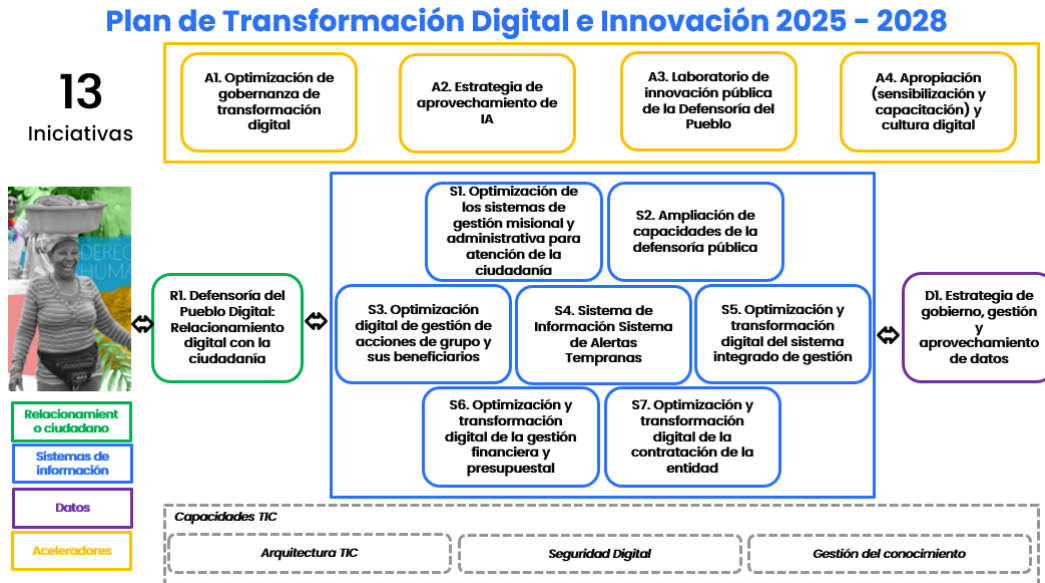 Plan de Transformación Digital e Innovación 2025 - 2028
13
Iniciativas
A1. Optimización de
gobernanza de
transformación
digital
A2. Estrategia de
aprovechamiento de
IA
A3. Laboratorio de
innovación pública
de la Defensoría del
Pueblo
A4. Apropiación
(sensibilización y
capacitación) y
cultura digital
DEREC
HUMA
R1. Defensoría del
Pueblo Digital:
Relacionamiento
digital con la
ciudadanía
S1. Optimización de
los sistemas de
gestión misional y
administrativa para
atención de la
ciudadanía
S2. Ampliación de
capacidades de la
defensoría pública
S3. Optimización
digital de gestión de
acciones de grupo y
sus beneficiarios
S4. Sistema de
Información Sistema
de Alertas
Tempranas
S5. Optimización y
transformación
digital del sistema
integrado de gestión
S6. Optimización y
transformación
digital de la gestión
financiera y
presupuestal
S7. Optimización y
transformación
digital de la
contratación de la
entidad
D1. Estrategia de
gobierno, gestión
y
aprovechamiento
de datos
Relacionamient
o ciudadano
Sistemas de
información
Datos
Aceleradores
Capacidades TIC
Arquitectura TIC
Seguridad Digital
Gestión del conocimiento